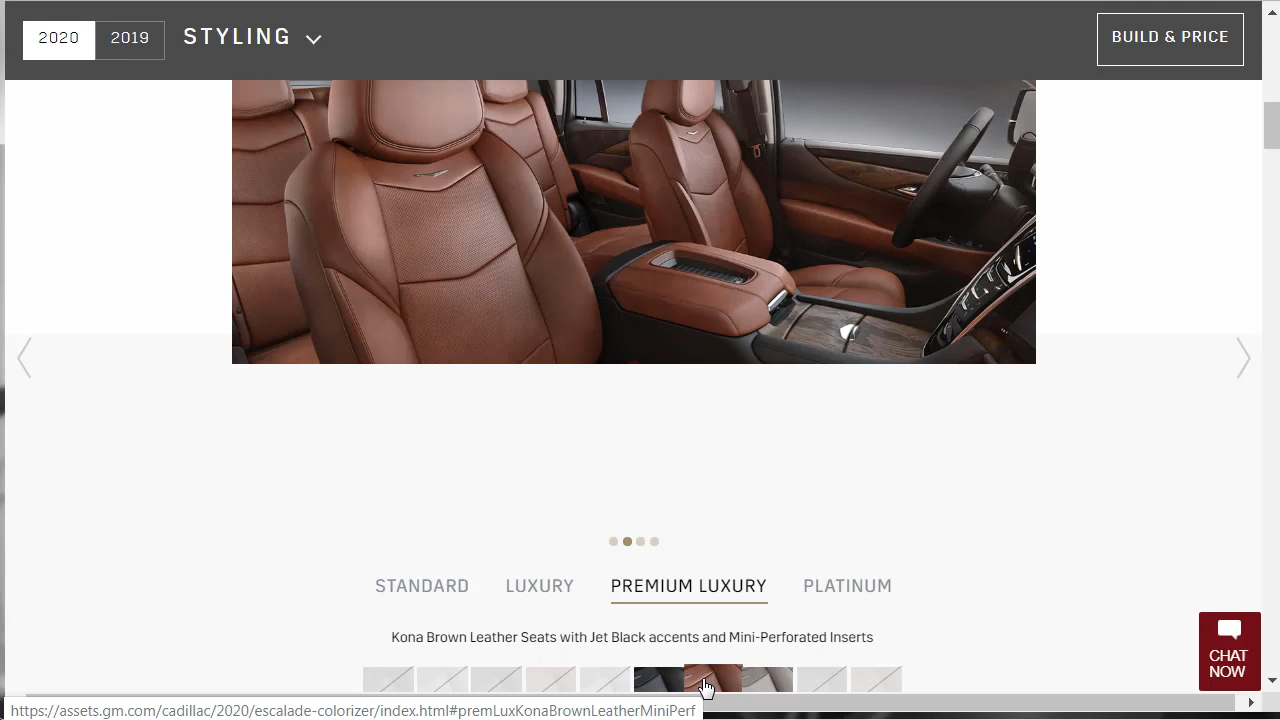 2020 2019 STYLING BUILD & PRICE
STANDARD LUXURY PREMIUM LUXURY PLATINUM
Kona Brown Leather Seats with Jet Black accents and Mini-Perforated Inserts
CHAT
NOW
https://assets.gm.com/cadillac/2020/escalade-colorizer/index.html#premLuxKonaBrownLeatherMiniPerf